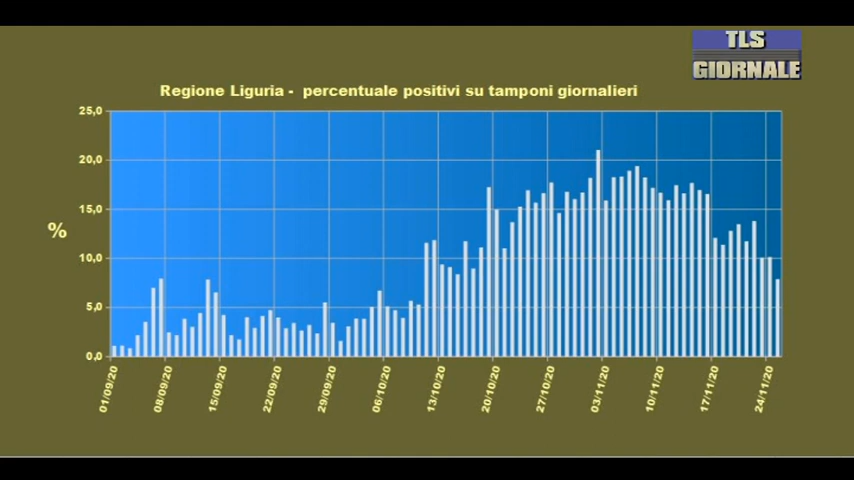 TLS
GIORNALE
Regione Liguria - percentuale positivi su tamponi giornalieri
25,0
20,0
15,0
%
10,0
5,0
0,0
01/09/20 08/09/20 15/09/20 22/09/20 29/09/20 06/10/20 13/10/20 20/10/20 27/10/20 03/11/20 10/11/20 17/11/20 24/11/20